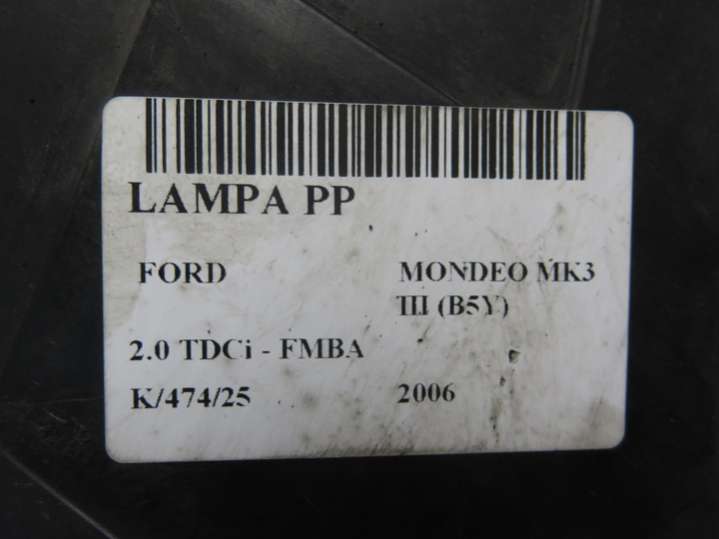 LAMPA PP
FORD MONDEO MK3
III (B5Y)
2.0 TDCi - FMBA
K/474/25 2006